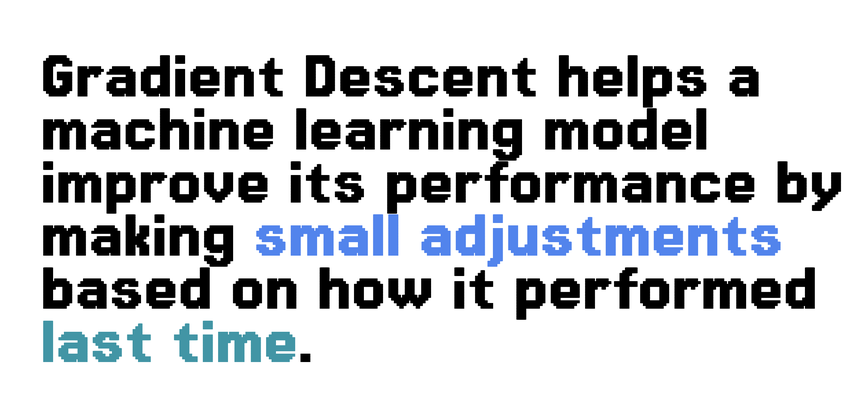 Gradient Descent helps a
machine learning model
improve its performance by
making small adjustments
based on how it performed
last time.